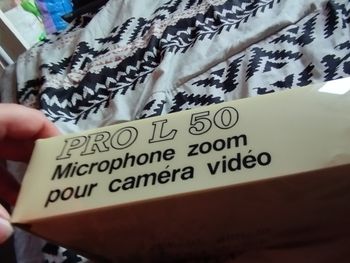 PRO L 50
Microphone zoom
pour caméra vidéo